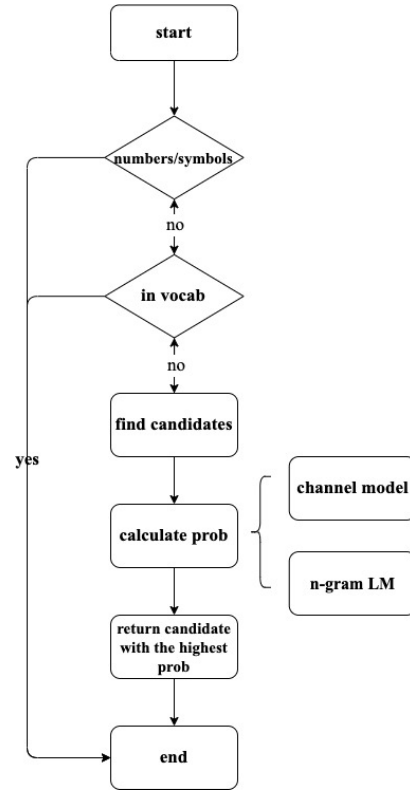 start
numbers/symbols
no
in vocab
no
find candidates
yes
channel model
calculate prob
n-gram LM
return candidate
with the highest
prob
end